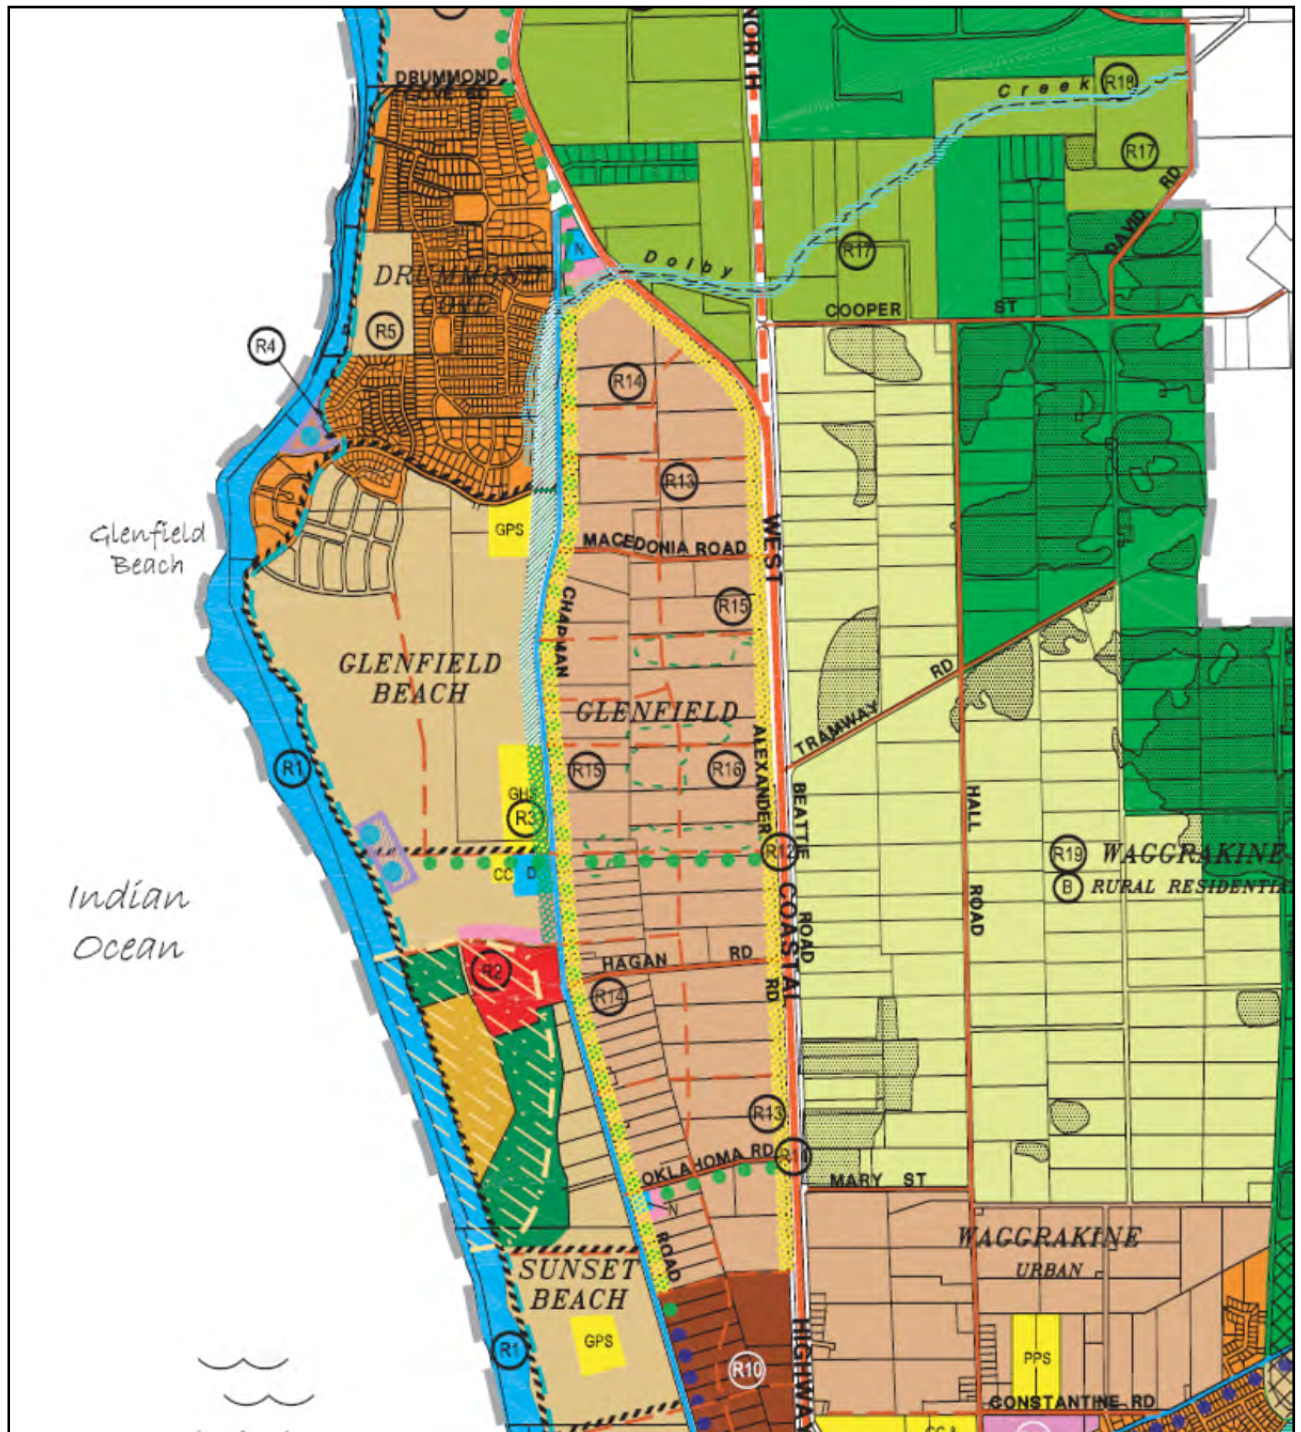 DRUMMOND
COVE RD
NORTH
Creek
R18
R17
DAVID RD
N
Dolby
R17
COOPER ST
DRUMMOND
COVE
R5
R4
R14
R13
GPS
Glenfield
Beach
MACEDONIA ROAD
WEST
CHAPMAN
R15
GLENFIELD
BEACH
GLENFIELD
TRAMWAY RD
R1
R15
R16
ALEXANDER
R3
BEATTIE
HALL
R12
R19
WAGGRAKINE
B
RURAL RESIDENTIA
CC
D
Indian
Ocean
COASTAL
ROAD
ROAD
R2
HAGAN RD
RD
R14
R13
OKLAHOMA RD
R11
MARY ST
N
ROAD
WAGGRAKINE
URBAN
SUNSET
BEACH
GPS
R1
R10
HIGHWAY
PPS
CONSTANTINE RD